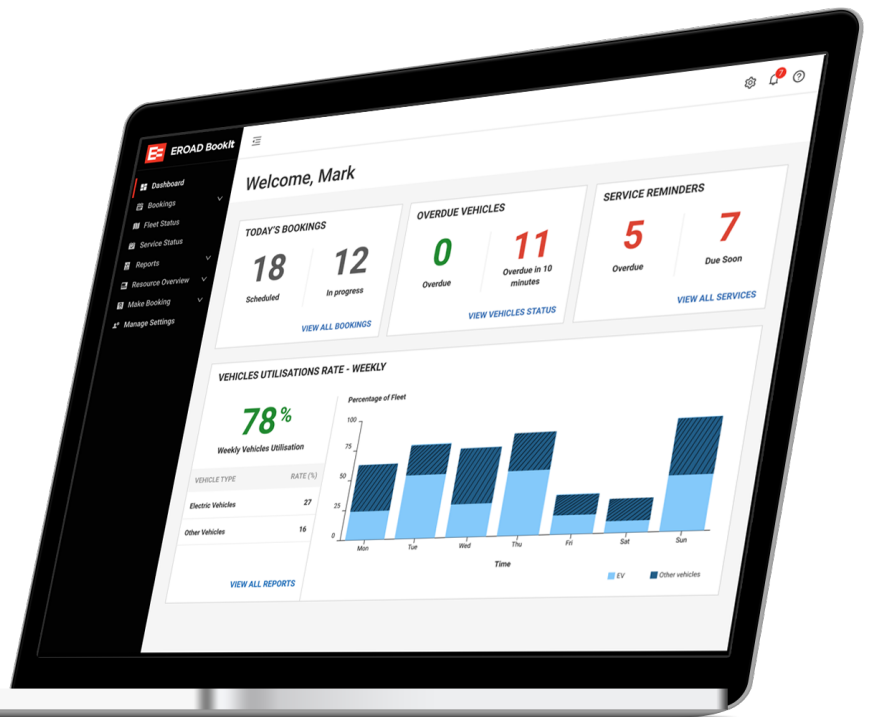 EROAD BookIt
7
Dashboard
Bookings
Fleet Status
Service Status
Reports
Resource Overview
Make Booking
Manage Settings
Welcome, Mark
TODAY'S BOOKINGS
18
Scheduled
12
In progress
VIEW ALL BOOKINGS
OVERDUE VEHICLES
0
Overdue
11
Overdue in 10
minutes
VIEW VEHICLES STATUS
SERVICE REMINDERS
5
Overdue
7
Due Soon
VIEW ALL SERVICES
VEHICLES UTILISATIONS RATE - WEEKLY
78%
Weekly Vehicles Utilisation
VEHICLE TYPE RATE (%)
Electric Vehicles 27
Other Vehicles 16
VIEW ALL REPORTS
Percentage of Fleet
100
75
50
25
0
Mon Tue Wed Thu Fri Sat Sun
Time
EV Other vehicles